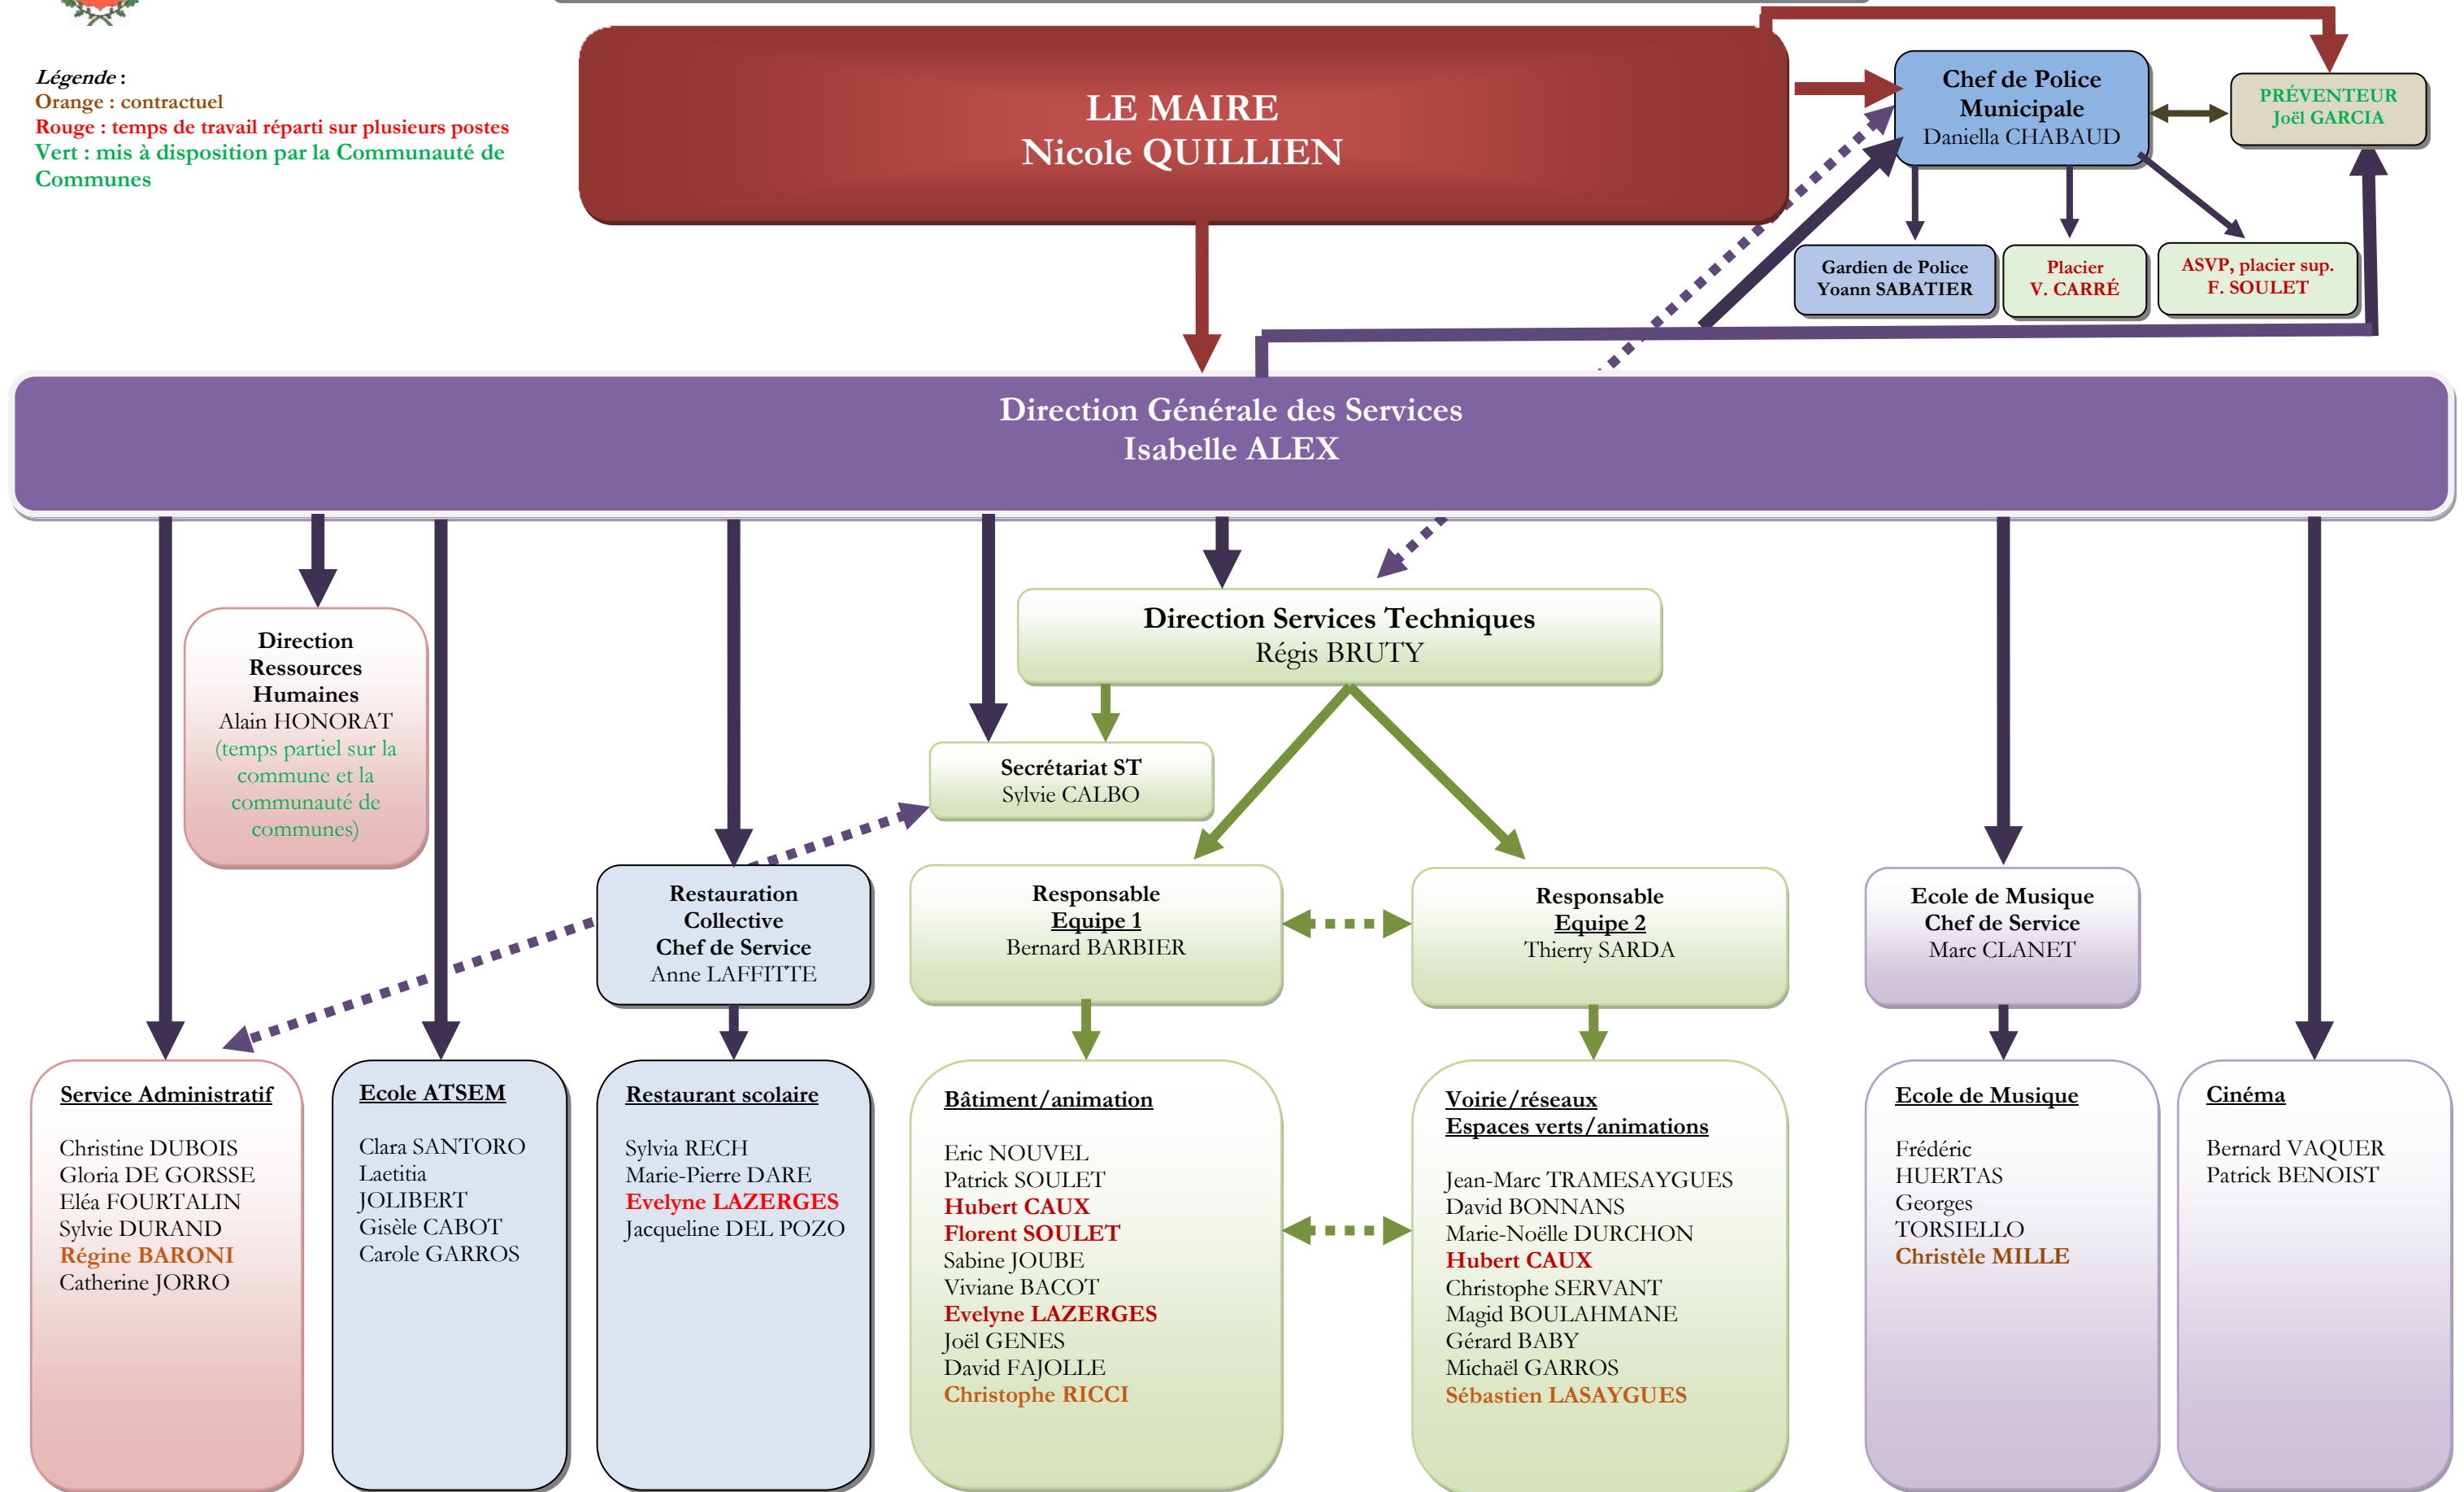 Légende :
Orange : contractuel
Rouge : temps de travail réparti sur plusieurs postes
Vert : mis à disposition par la Communauté de
Communes
LE MAIRE
Nicole QUILLIEN
Chef de Police
Municipale
Daniella CHABAUD
PRÉVENTEUR
Joël GARCIA
Gardien de Police
Yoann SABATIER
Placier
V. CARRÉ
ASVP, placier sup.
F. SOULET
Direction Générale des Services
Isabelle ALEX
Direction
Ressources
Humaines
Alain HONORAT
(temps partiel sur la
commune et la
communauté de
communes)
Direction Services Techniques
Régis BRUTY
Secrétariat ST
Sylvie CALBO
Restauration
Collective
Chef de Service
Anne LAFFITTE
Responsable
Equipe 1
Bernard BARBIER
Responsable
Equipe 2
Thierry SARDA
Ecole de Musique
Chef de Service
Marc CLANET
Service Administratif
Christine DUBOIS
Gloria DE GORSSE
Eléa FOURTALIN
Sylvie DURAND
Régine BARONI
Catherine JORRO
Ecole ATSEM
Clara SANTORO
Laetitia
JOLIBERT
Gisèle CABOT
Carole GARROS
Restaurant scolaire
Sylvia RECH
Marie-Pierre DARE
Evelyne LAZERGES
Jacqueline DEL POZO
Bâtiment/animation
Eric NOUVEL
Patrick SOULET
Hubert CAUX
Florent SOULET
Sabine JOUBE
Viviane BACOT
Evelyne LAZERGES
Joël GENES
David FAJOLLE
Christophe RICCI
Voirie/réseaux
Espaces verts/animations
Jean-Marc TRAMESAYGUES
David BONNANS
Marie-Noëlle DURCHON
Hubert CAUX
Christophe SERVANT
Magid BOULAHMANE
Gérard BABY
Michaël GARROS
Sébastien LASAYGUES
Ecole de Musique
Frédéric
HUERTAS
Georges
TORSIELLO
Christèle MILLE
Cinéma
Bernard VAQUER
Patrick BENOIST